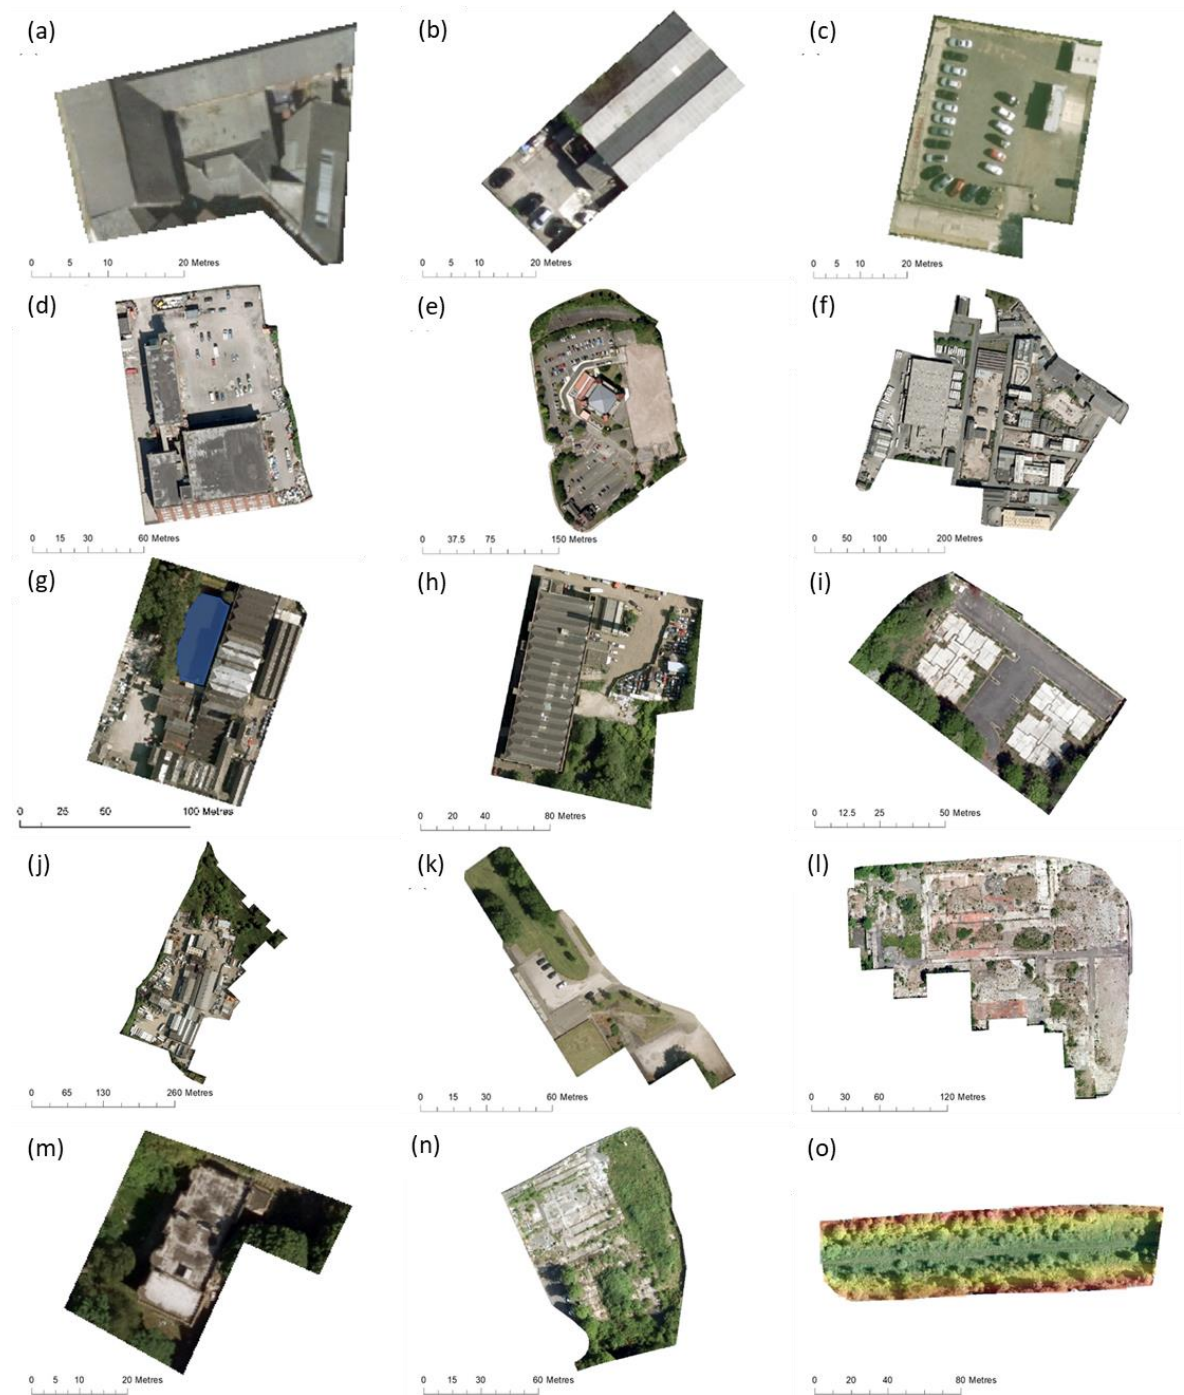 (a) (b) (c)
0 5 10 20 Metres 0 5 10 20 Metres 0 5 10 20 Metres
(d) (e) (f)
0 15 30 60 Metres 0 37.5 75 150 Metres 0 50 100 200 Metres
(g) (h) (i)
0 25 50 100 Metres 0 20 40 80 Metres 0 12.5 25 50 Metres
(j) (k) (l)
0 65 130 260 Metres 0 15 30 60 Metres 0 30 60 120 Metres
(m) (n) (o)
0 5 10 20 Metres 0 15 30 60 Metres 0 20 40 80 Metres